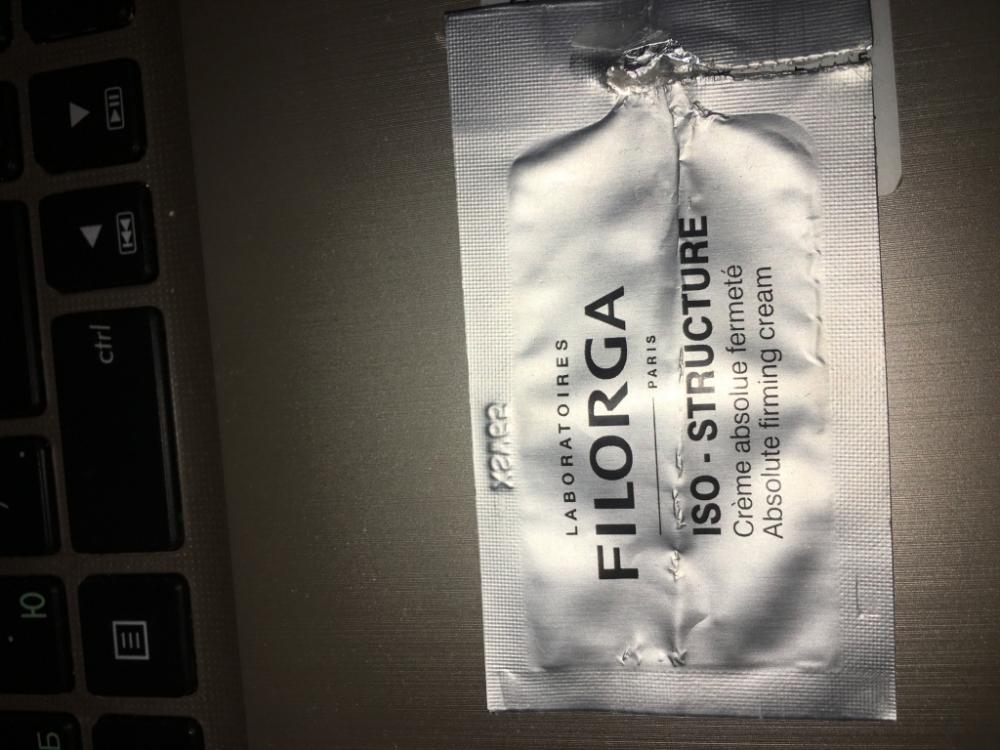 LABORATOIRES
FILORGA
PARIS
ISO - STRUCTURE
Crème absolue fermeté
Absolute firming cream
ctrl
Ю
Б